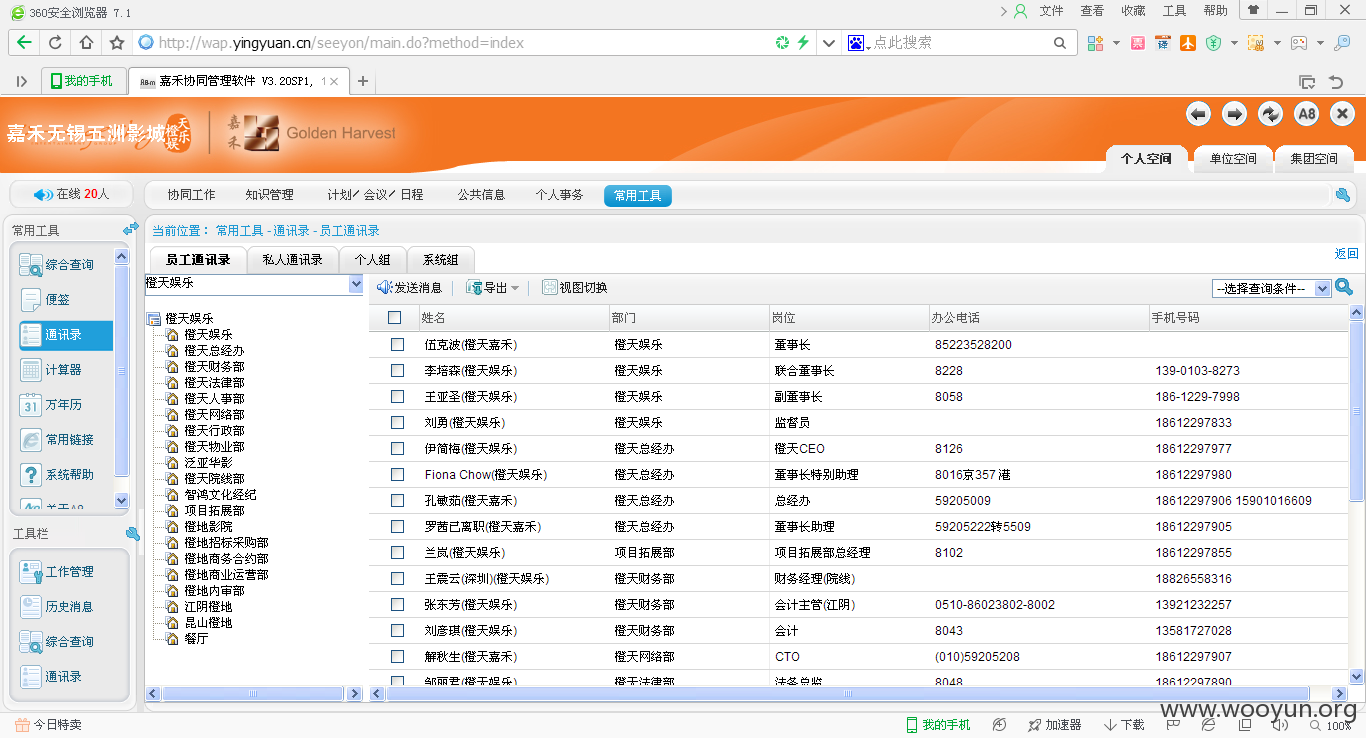 360安全浏览器 7.1
文件 查看 收藏 工具 帮助
http://wap.yingyuan.cn/seeyon/main.do?method=index
点此搜索
我的手机
A8-m 嘉禾协同管理软件 V3.20SP1, 1
嘉禾无锡五洲影城
橙天娱乐
嘉禾
Golden Harvest
A8
个人空间 单位空间 集团空间
在线 20人
协同工作 知识管理 计划/会议/日程 公共信息 个人事务 常用工具
常用工具
当前位置： 常用工具 - 通讯录 - 员工通讯录
员工通讯录 私人通讯录 个人组 系统组
返回
综合查询
便签
通讯录
计算器
31 万年历
常用链接
系统帮助
关于A8
工具栏
工作管理
历史消息
综合查询
通讯录
橙天娱乐
橙天娱乐
橙天娱乐
橙天总经办
橙天财务部
橙天法律部
橙天人事部
橙天网络部
橙天行政部
橙天物业部
泛亚华影
橙天院线部
智鸿文化经纪
项目拓展部
橙地影院
橙地招标采购部
橙地商务合约部
橙地商业运营部
橙地内审部
江阴橙地
昆山橙地
餐厅
发送消息 导出 视图切换
--选择查询条件--
姓名 部门 岗位 办公电话 手机号码
伍克波(橙天嘉禾) 橙天娱乐 董事长 85223528200
李培森(橙天娱乐) 橙天娱乐 联合董事长 8228 139-0103-8273
王亚圣(橙天娱乐) 橙天娱乐 副董事长 8058 186-1229-7998
刘勇(橙天娱乐) 橙天娱乐 监督员 18612297833
伊简梅(橙天娱乐) 橙天总经办 橙天CEO 8126 18612297977
Fiona Chow(橙天娱乐) 橙天总经办 董事长特别助理 8016京357港 18612297980
孔敏茹(橙天嘉禾) 橙天总经办 总经办 59205009 18612297906 15901016609
罗茜已离职(橙天嘉禾) 橙天总经办 董事长助理 59205222转5509 18612297905
兰岚(橙天娱乐) 项目拓展部 项目拓展部总经理 8102 18612297855
王震云(深圳)(橙天娱乐) 橙天财务部 财务经理(院线) 18826558316
张东芳(橙天娱乐) 橙天财务部 会计主管(江阴) 0510-86023802-8002 13921232257
刘彦琪(橙天娱乐) 橙天财务部 会计 8043 13581727028
解秋生(橙天嘉禾) 橙天网络部 CTO (010)59205208 18612297907
邹丽君(橙天娱乐) 橙天法律部 法务总监 8048 18612297890
www.wooyun.org
今日特卖
我的手机 加速器 下载 100%